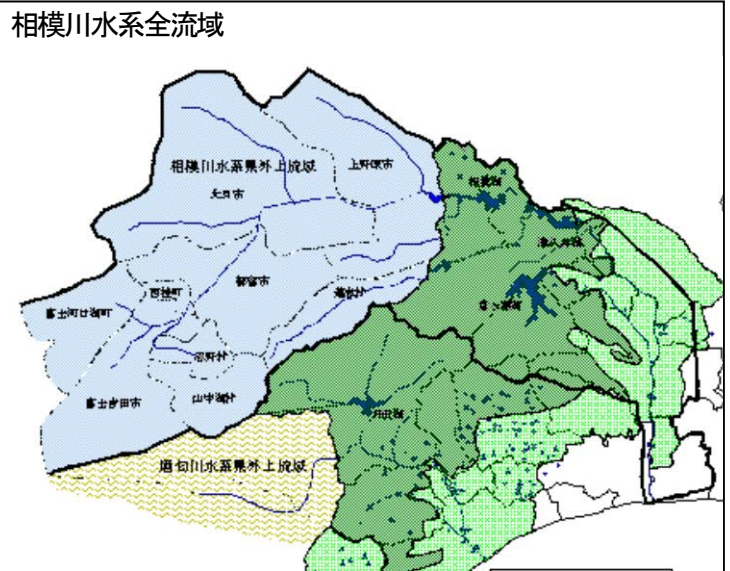 相模川水系全流域
相模川水系県外上流域
上野原市
大月市
相模湖
津久井湖
西桂町
都留市
道志村
宮ヶ瀬湖
富士河口湖町
忍野村
富士吉田市
山中湖村
丹沢湖
酒匂川水系県外上流域